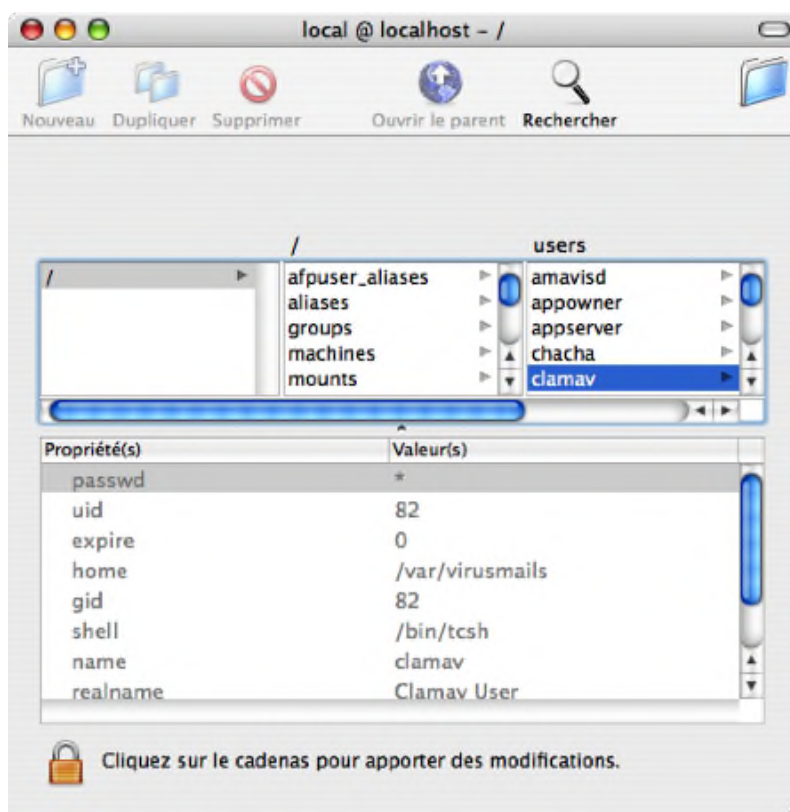 local @ localhost – /
Nouveau Dupliquer Supprimer Ouvrir le parent Rechercher
/ users
/ afpuser_aliases amavisd
aliases appowner
groups appserver
machines chacha
mounts clamav
Propriété(s) Valeur(s)
passwd *
uid 82
expire 0
home /var/virusmails
gid 82
shell /bin/tcsh
name clamav
realname Clamav User
Cliquez sur le cadenas pour apporter des modifications.